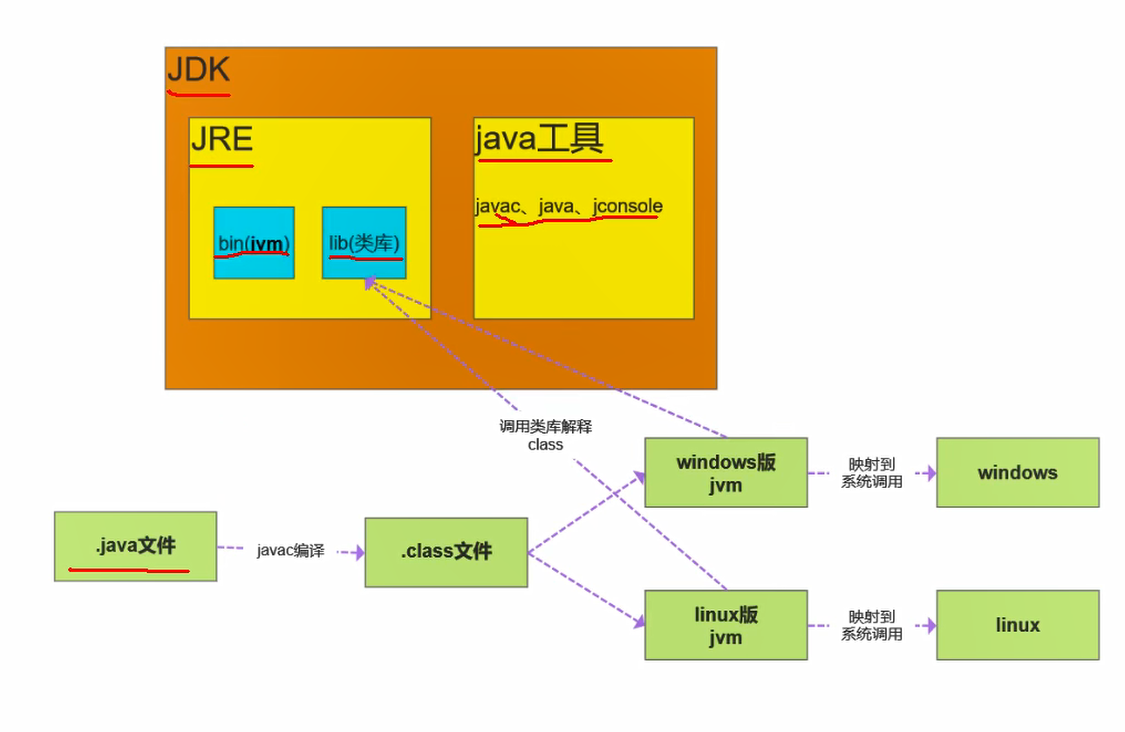 JDK
JRE
java工具
javac、java、jconsole
bin(jvm)
lib(类库)
调用类库解释
class
windows版
jvm
映射到
系统调用
windows
.java文件
javac编译
.class文件
linux版
jvm
映射到
系统调用
linux